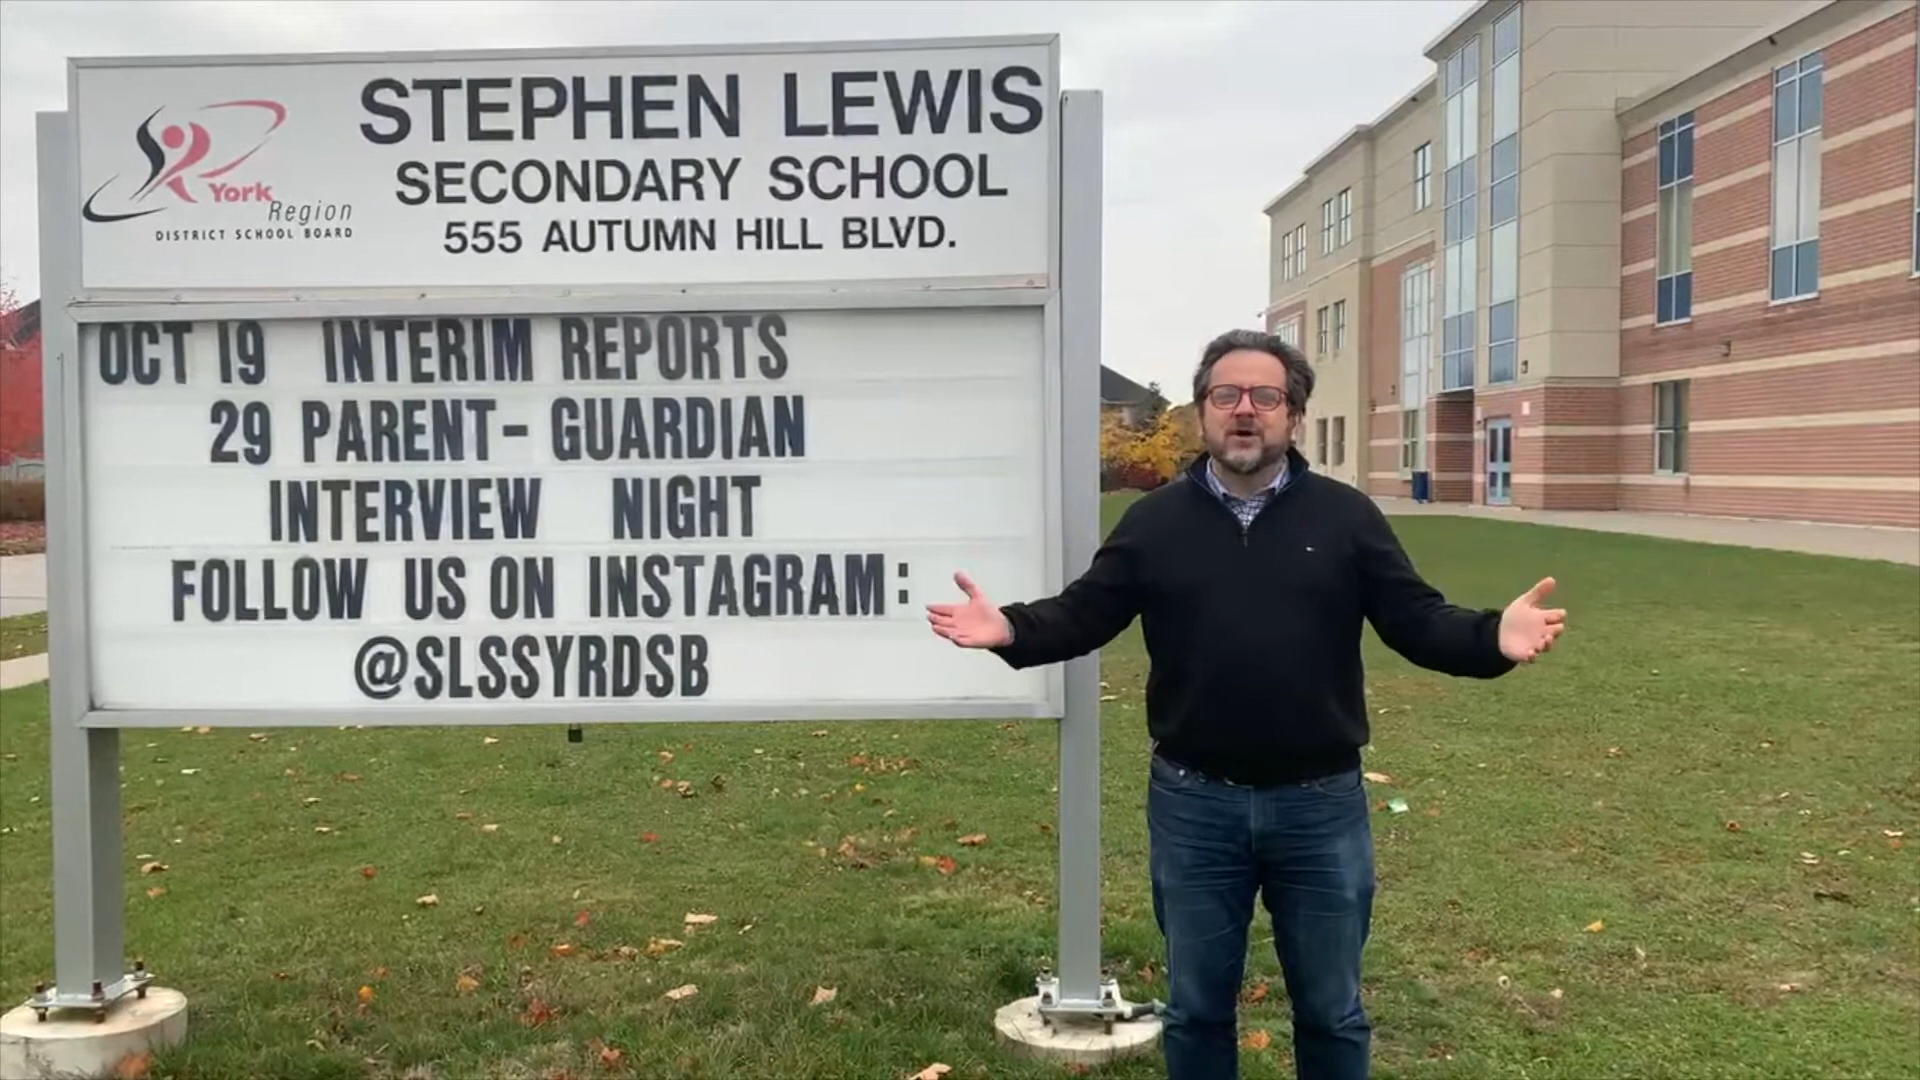 STEPHEN LEWIS
SECONDARY SCHOOL
555 AUTUMN HILL BLVD.
York
Region
DISTRICT SCHOOL BOARD
OCT 19 INTERIM REPORTS
29 PARENT- GUARDIAN
INTERVIEW NIGHT
FOLLOW US ON INSTAGRAM:
@SLSSYRDSB